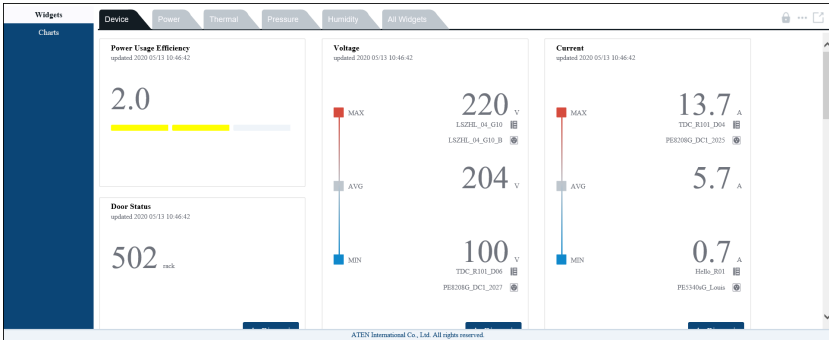 Widgets
Charts
Device
Power
Thermal
Pressure
Humidity
All Widgets
Power Usage Efficiency
updated 2020 05/13 10:46:42
2.0
Door Status
updated 2020 05/13 10:46:42
502 rack
Voltage
updated 2020 05/13 10:46:42
MAX
220 V
LSZHL_04_G10
LSZHL_04_G10_B
AVG
204 V
MIN
100 V
TDC_R101_D06
PE8208G_DC1_2027
Current
updated 2020 05/13 10:46:42
MAX
13.7 A
TDC_R101_D04
PE8208G_DC1_2025
AVG
5.7 A
MIN
0.7 A
Hello_R01
PE5340sG_Louis
ATEN International Co., Ltd. All rights reserved.